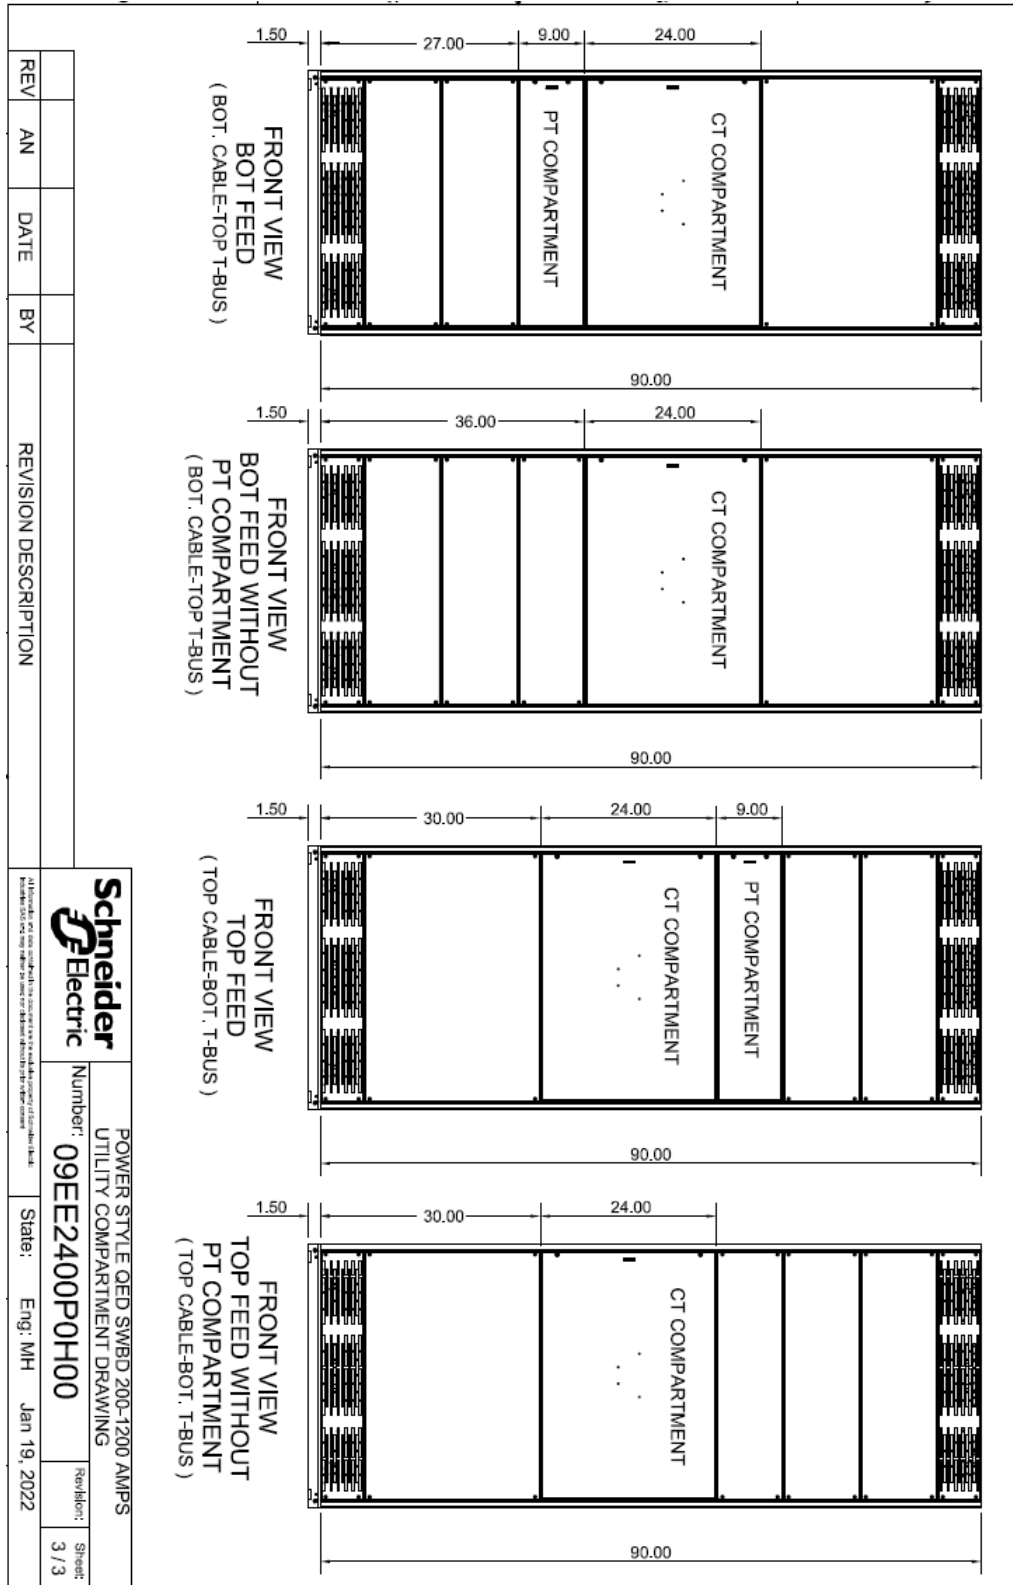 1.50
27.00
9.00
24.00
PT COMPARTMENT
CT COMPARTMENT
90.00
FRONT VIEW
BOT FEED
( BOT. CABLE-TOP T-BUS )
1.50
36.00
24.00
CT COMPARTMENT
90.00
FRONT VIEW
BOT FEED WITHOUT
PT COMPARTMENT
( BOT. CABLE-TOP T-BUS )
1.50
30.00
24.00
9.00
CT COMPARTMENT
PT COMPARTMENT
90.00
FRONT VIEW
TOP FEED
( TOP CABLE-BOT. T-BUS )
1.50
30.00
24.00
CT COMPARTMENT
90.00
FRONT VIEW
TOP FEED WITHOUT
PT COMPARTMENT
( TOP CABLE-BOT. T-BUS )
REV AN DATE BY REVISION DESCRIPTION
Schneider
Electric
POWER STYLE QED SWBD 200-1200 AMPS
UTILITY COMPARTMENT DRAWING
Number: 09EE2400P0H00
Revision:
Sheet:
3 / 3
State: Eng: MH Jan 19, 2022